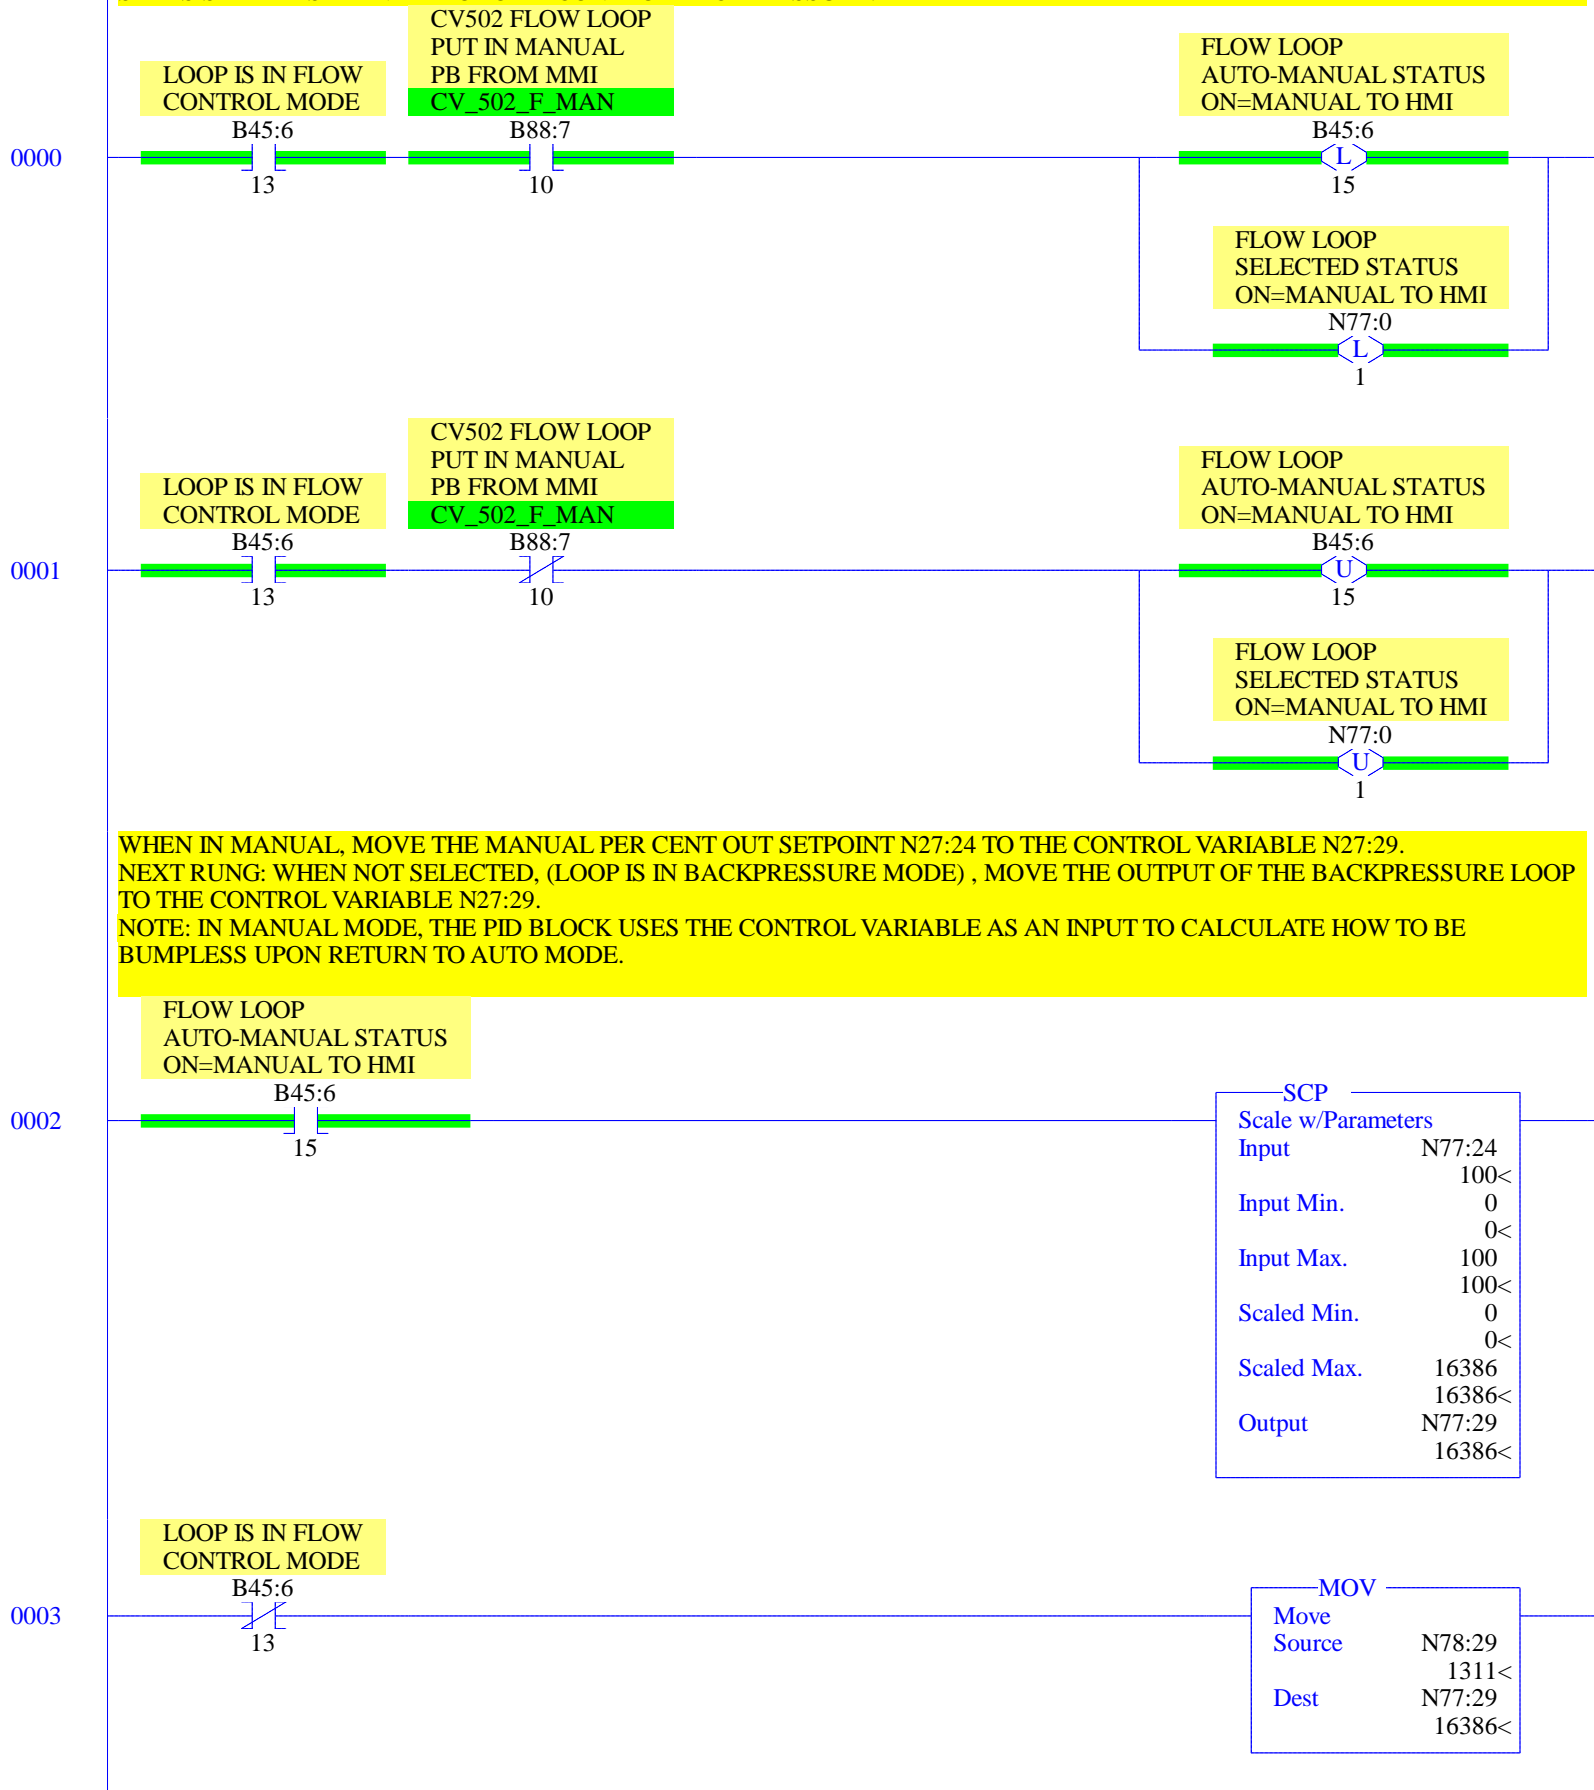 CV502 FLOW LOOP
PUT IN MANUAL
PB FROM MMI
CV_502_F_MAN
LOOP IS IN FLOW
CONTROL MODE
FLOW LOOP
AUTO-MANUAL STATUS
ON=MANUAL TO HMI
B45:6
B88:7
B45:6
0000
L
13
10
15
FLOW LOOP
SELECTED STATUS
ON=MANUAL TO HMI
N77:0
L
1
CV502 FLOW LOOP
PUT IN MANUAL
PB FROM MMI
CV_502_F_MAN
LOOP IS IN FLOW
CONTROL MODE
FLOW LOOP
AUTO-MANUAL STATUS
ON=MANUAL TO HMI
B45:6
B88:7
B45:6
0001
U
13
10
15
FLOW LOOP
SELECTED STATUS
ON=MANUAL TO HMI
N77:0
U
1
WHEN IN MANUAL, MOVE THE MANUAL PER CENT OUT SETPOINT N27:24 TO THE CONTROL VARIABLE N27:29.
NEXT RUNG: WHEN NOT SELECTED, (LOOP IS IN BACKPRESSURE MODE) , MOVE THE OUTPUT OF THE BACKPRESSURE LOOP
TO THE CONTROL VARIABLE N27:29.
NOTE: IN MANUAL MODE, THE PID BLOCK USES THE CONTROL VARIABLE AS AN INPUT TO CALCULATE HOW TO BE
BUMPLESS UPON RETURN TO AUTO MODE.
FLOW LOOP
AUTO-MANUAL STATUS
ON=MANUAL TO HMI
B45:6
0002
15
SCP
Scale w/Parameters
Input N77:24
100<
Input Min. 0
0<
Input Max. 100
100<
Scaled Min. 0
0<
Scaled Max. 16386
16386<
Output N77:29
16386<
LOOP IS IN FLOW
CONTROL MODE
B45:6
0003
13
MOV
Move
Source N78:29
1311<
Dest N77:29
16386<